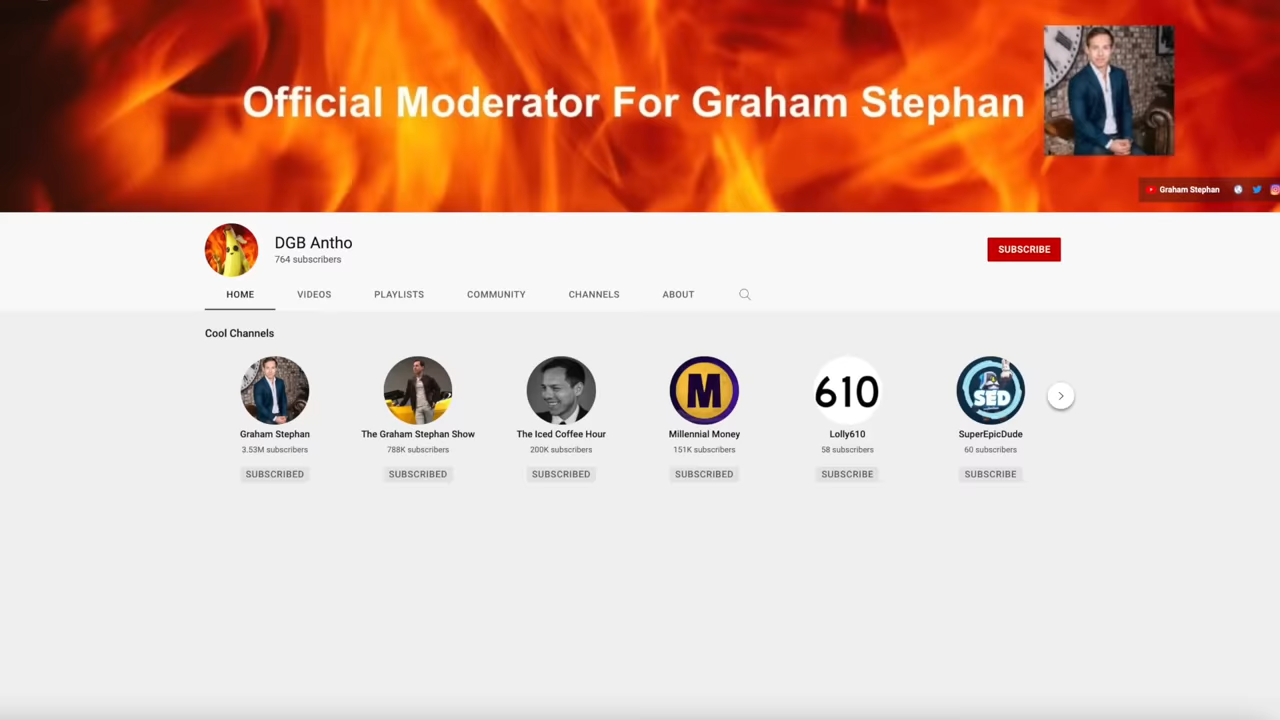 Official Moderator For Graham Stephan
Graham Stephan
DGB Antho
764 subscribers
SUBSCRIBE
HOME VIDEOS PLAYLISTS COMMUNITY CHANNELS ABOUT
Cool Channels
M 610 SED
Graham Stephan The Graham Stephan Show The Iced Coffee Hour Millennial Money Lolly610 SuperEpicDude
3.53M subscribers 788K subscribers 200K subscribers 151K subscribers 58 subscribers 60 subscribers
SUBSCRIBED SUBSCRIBED SUBSCRIBED SUBSCRIBED SUBSCRIBE SUBSCRIBE